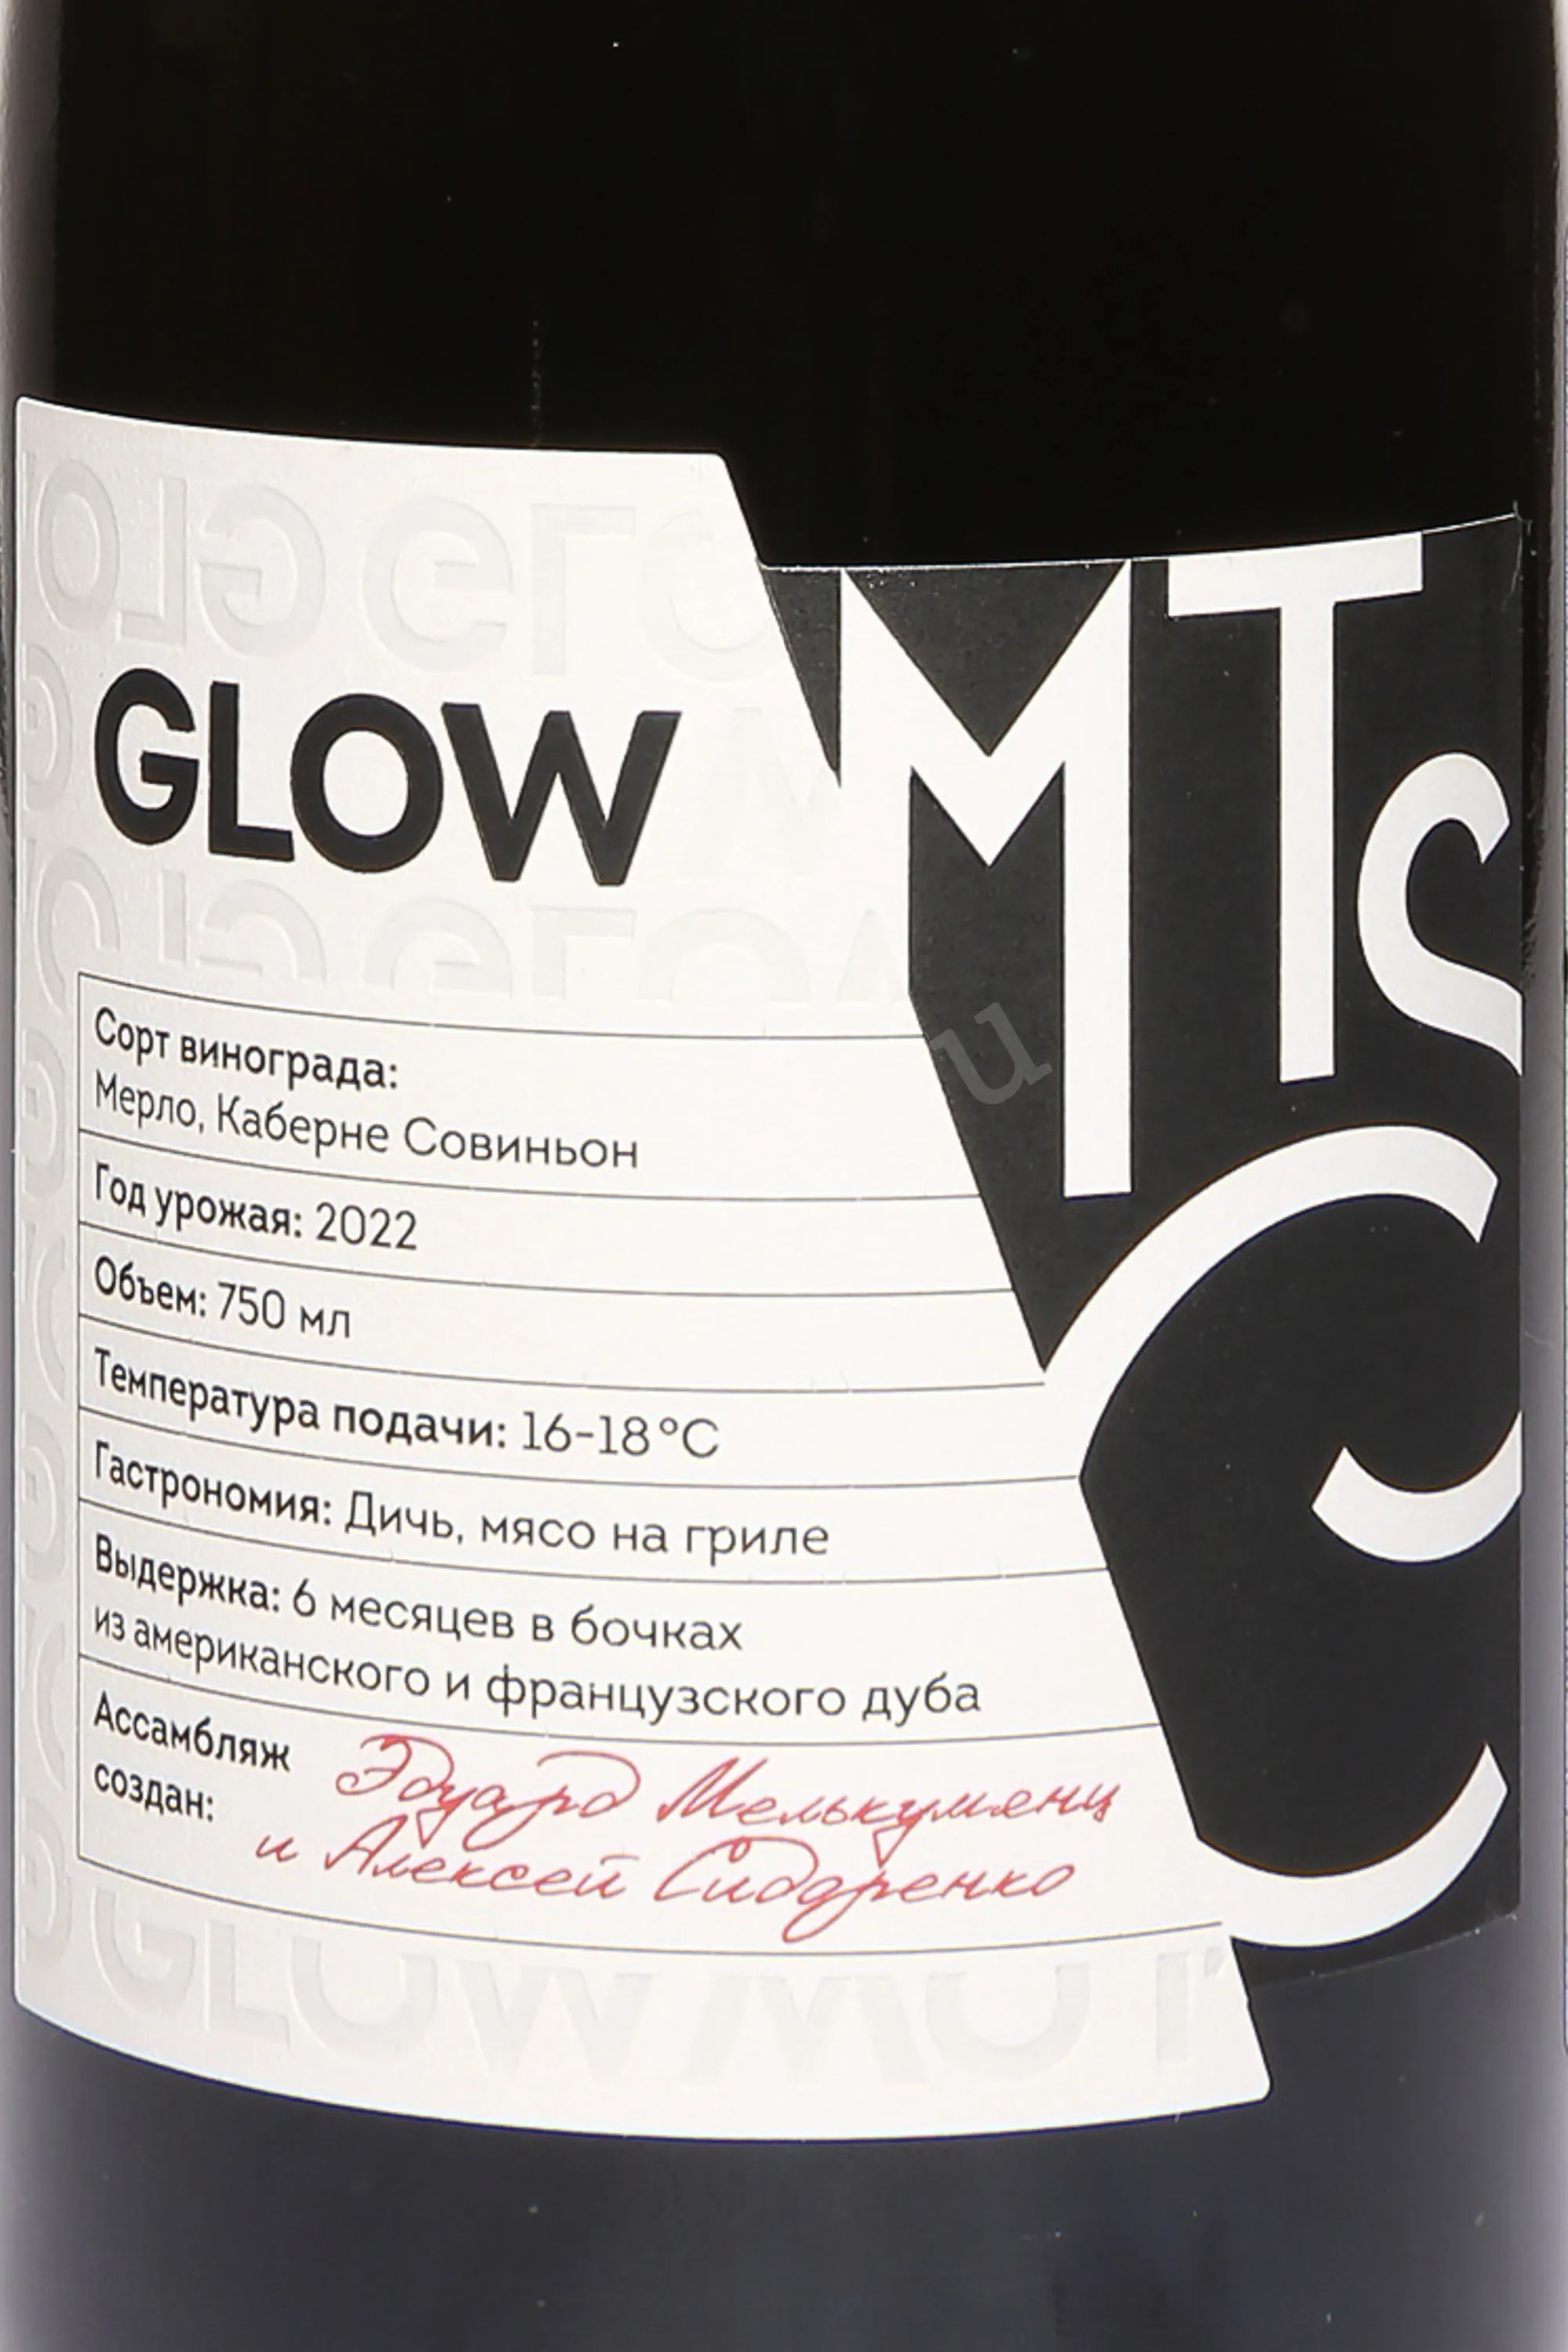 GLOW
MTS
Сорт винограда:
Мерло, Каберне Совиньон
Год урожая: 2022
Объем: 750 мл
Температура подачи: 16-18°C
Гастрономия: Дичь, мясо на гриле
Выдержка: 6 месяцев в бочках
из американского и французского дуба
Ассамбляж
создан:
Эдуард Мелькумянц
и Алексей Сидоренко
GLOW